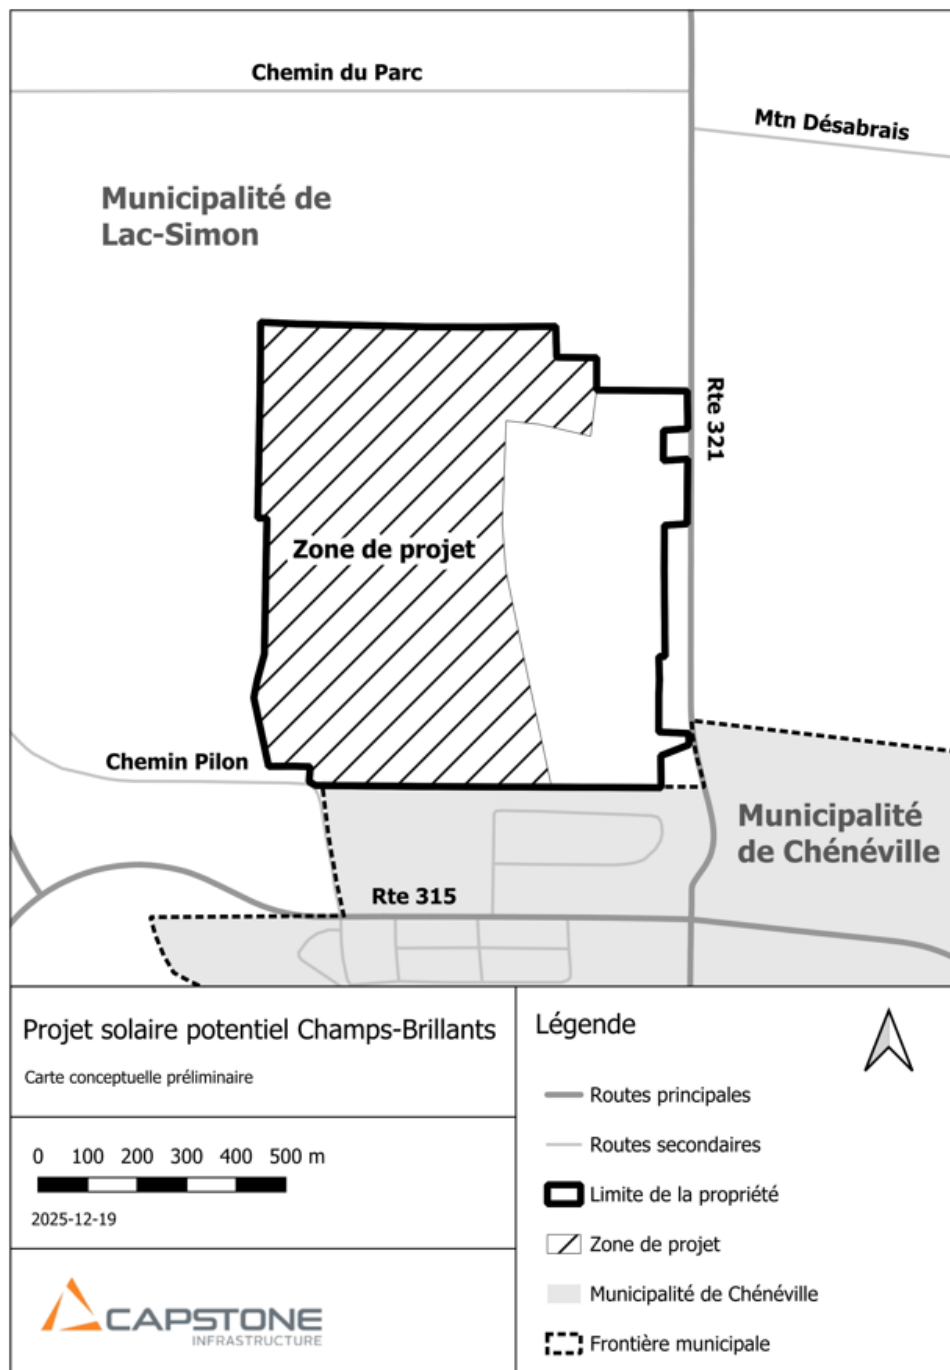 Chemin du Parc
Mtn Désabrais
Municipalité de
Lac-Simon
Rte 321
Zone de projet
Chemin Pilon
Municipalité
de Chénéville
Rte 315
Projet solaire potentiel Champs-Brillants
Carte conceptuelle préliminaire
0 100 200 300 400 500 m
2025-12-19
CAPSTONE
INFRASTRUCTURE
Légende
Routes principales
Routes secondaires
Limite de la propriété
Zone de projet
Municipalité de Chénéville
Frontière municipale